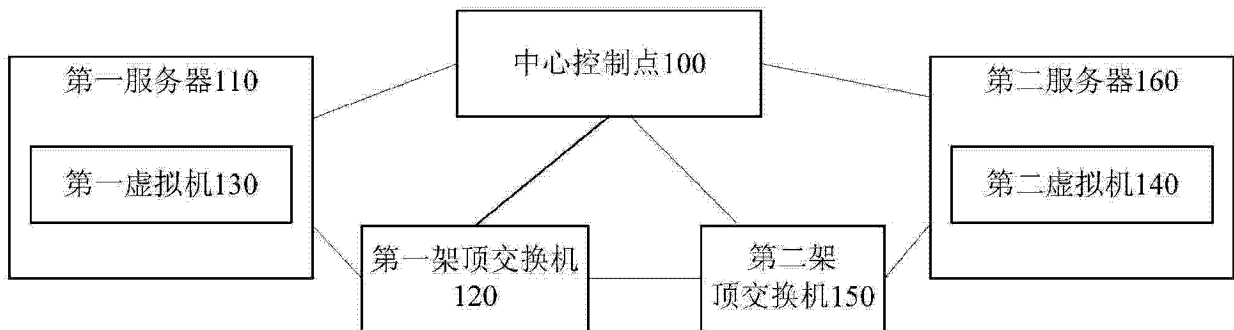 中心控制点100
第一服务器110
第二服务器160
第一虚拟机130
第二虚拟机140
第一架顶交换机
120
第二架
顶交换机150